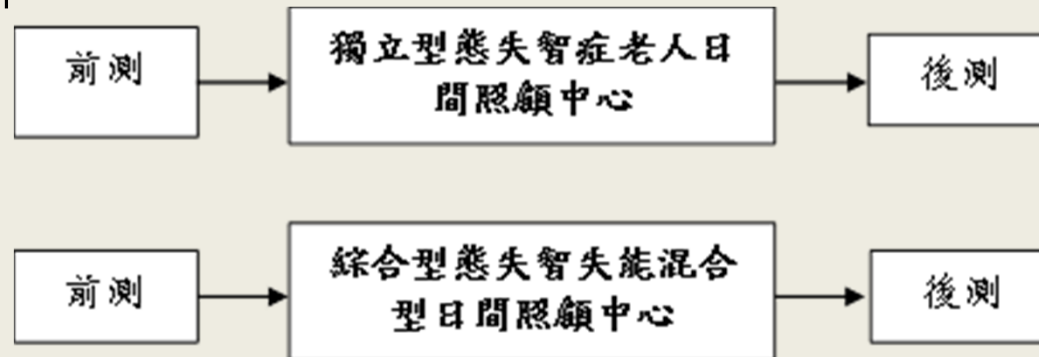 前測
獨立型態失智症老人日
間照顧中心
後測
前測
綜合型態失智失能混合
型日間照顧中心
後測